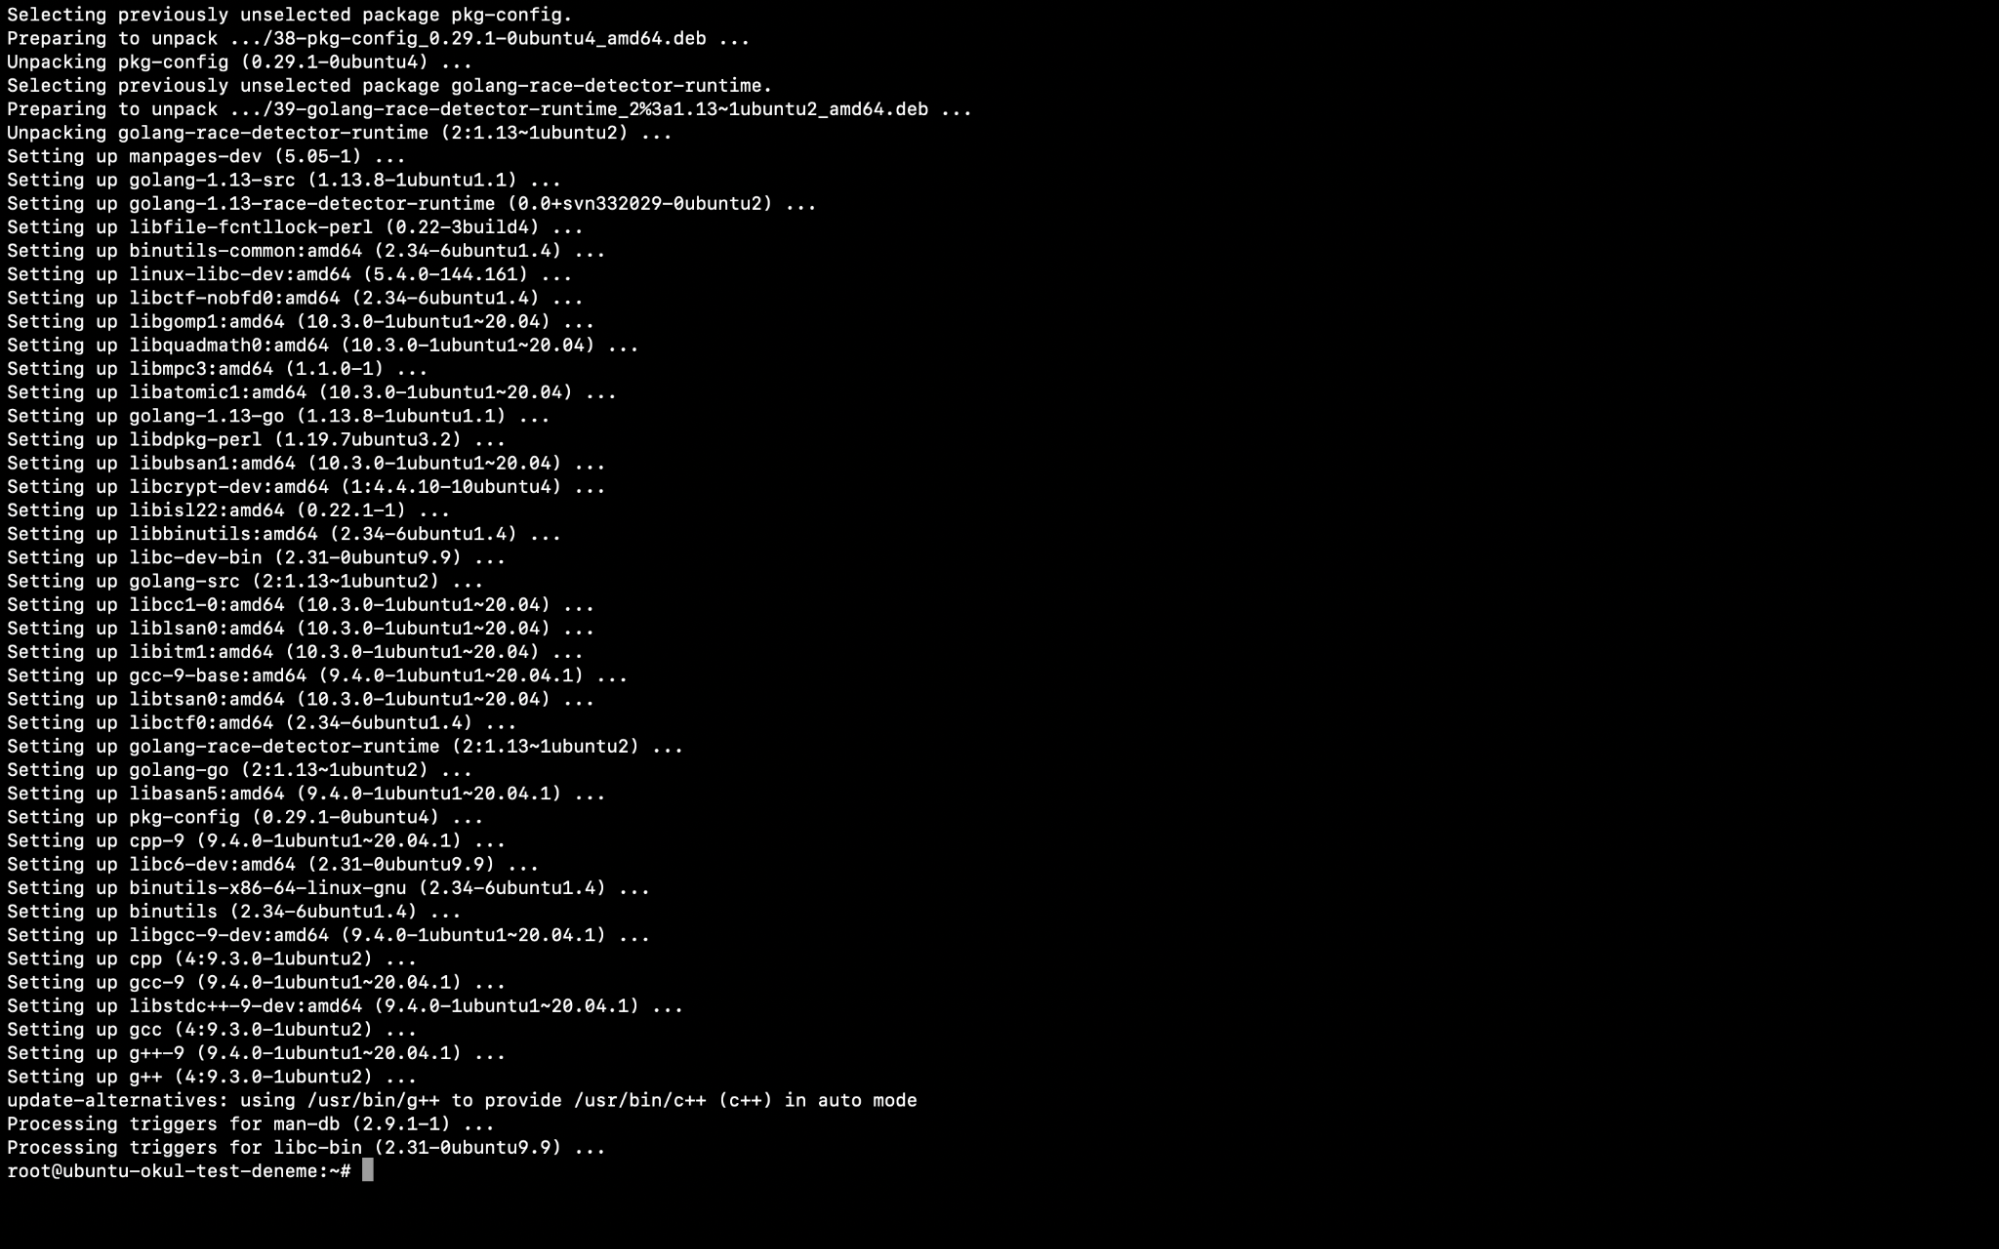 Selecting previously unselected package pkg-config.
Preparing to unpack .../38-pkg-config_0.29.1-0ubuntu4_amd64.deb ...
Unpacking pkg-config (0.29.1-0ubuntu4) ...
Selecting previously unselected package golang-race-detector-runtime.
Preparing to unpack .../39-golang-race-detector-runtime_2%3a1.13~1ubuntu2_amd64.deb ...
Unpacking golang-race-detector-runtime (2:1.13~1ubuntu2) ...
Setting up manpages-dev (5.05-1) ...
Setting up golang-1.13-src (1.13.8-1ubuntu1.1) ...
Setting up golang-1.13-race-detector-runtime (0.0+svn332029-0ubuntu2) ...
Setting up libfile-fcntllock-perl (0.22-3build4) ...
Setting up binutils-common:amd64 (2.34-6ubuntu1.4) ...
Setting up linux-libc-dev:amd64 (5.4.0-144.161) ...
Setting up libctf-nobfd0:amd64 (2.34-6ubuntu1.4) ...
Setting up libgomp1:amd64 (10.3.0-1ubuntu1~20.04) ...
Setting up libquadmath0:amd64 (10.3.0-1ubuntu1~20.04) ...
Setting up libmpc3:amd64 (1.1.0-1) ...
Setting up libatomic1:amd64 (10.3.0-1ubuntu1~20.04) ...
Setting up golang-1.13-go (1.13.8-1ubuntu1.1) ...
Setting up libdpkg-perl (1.19.7ubuntu3.2) ...
Setting up libubsan1:amd64 (10.3.0-1ubuntu1~20.04) ...
Setting up libcrypt-dev:amd64 (1:4.4.10-10ubuntu4) ...
Setting up libisl22:amd64 (0.22.1-1) ...
Setting up libbinutils:amd64 (2.34-6ubuntu1.4) ...
Setting up libc-dev-bin (2.31-0ubuntu9.9) ...
Setting up golang-src (2:1.13~1ubuntu2) ...
Setting up libcc1-0:amd64 (10.3.0-1ubuntu1~20.04) ...
Setting up liblsan0:amd64 (10.3.0-1ubuntu1~20.04) ...
Setting up libitm1:amd64 (10.3.0-1ubuntu1~20.04) ...
Setting up gcc-9-base:amd64 (9.4.0-1ubuntu1~20.04.1) ...
Setting up libtsan0:amd64 (10.3.0-1ubuntu1~20.04) ...
Setting up libctf0:amd64 (2.34-6ubuntu1.4) ...
Setting up golang-race-detector-runtime (2:1.13~1ubuntu2) ...
Setting up golang-go (2:1.13~1ubuntu2) ...
Setting up libasan5:amd64 (9.4.0-1ubuntu1~20.04.1) ...
Setting up pkg-config (0.29.1-0ubuntu4) ...
Setting up cpp-9 (9.4.0-1ubuntu1~20.04.1) ...
Setting up libc6-dev:amd64 (2.31-0ubuntu9.9) ...
Setting up binutils-x86-64-linux-gnu (2.34-6ubuntu1.4) ...
Setting up binutils (2.34-6ubuntu1.4) ...
Setting up libgcc-9-dev:amd64 (9.4.0-1ubuntu1~20.04.1) ...
Setting up cpp (4:9.3.0-1ubuntu2) ...
Setting up gcc-9 (9.4.0-1ubuntu1~20.04.1) ...
Setting up libstdc++-9-dev:amd64 (9.4.0-1ubuntu1~20.04.1) ...
Setting up gcc (4:9.3.0-1ubuntu2) ...
Setting up g++-9 (9.4.0-1ubuntu1~20.04.1) ...
Setting up g++ (4:9.3.0-1ubuntu2) ...
update-alternatives: using /usr/bin/g++ to provide /usr/bin/c++ (c++) in auto mode
Processing triggers for man-db (2.9.1-1) ...
Processing triggers for libc-bin (2.31-0ubuntu9.9) ...
root@ubuntu-okul-test-deneme:~#